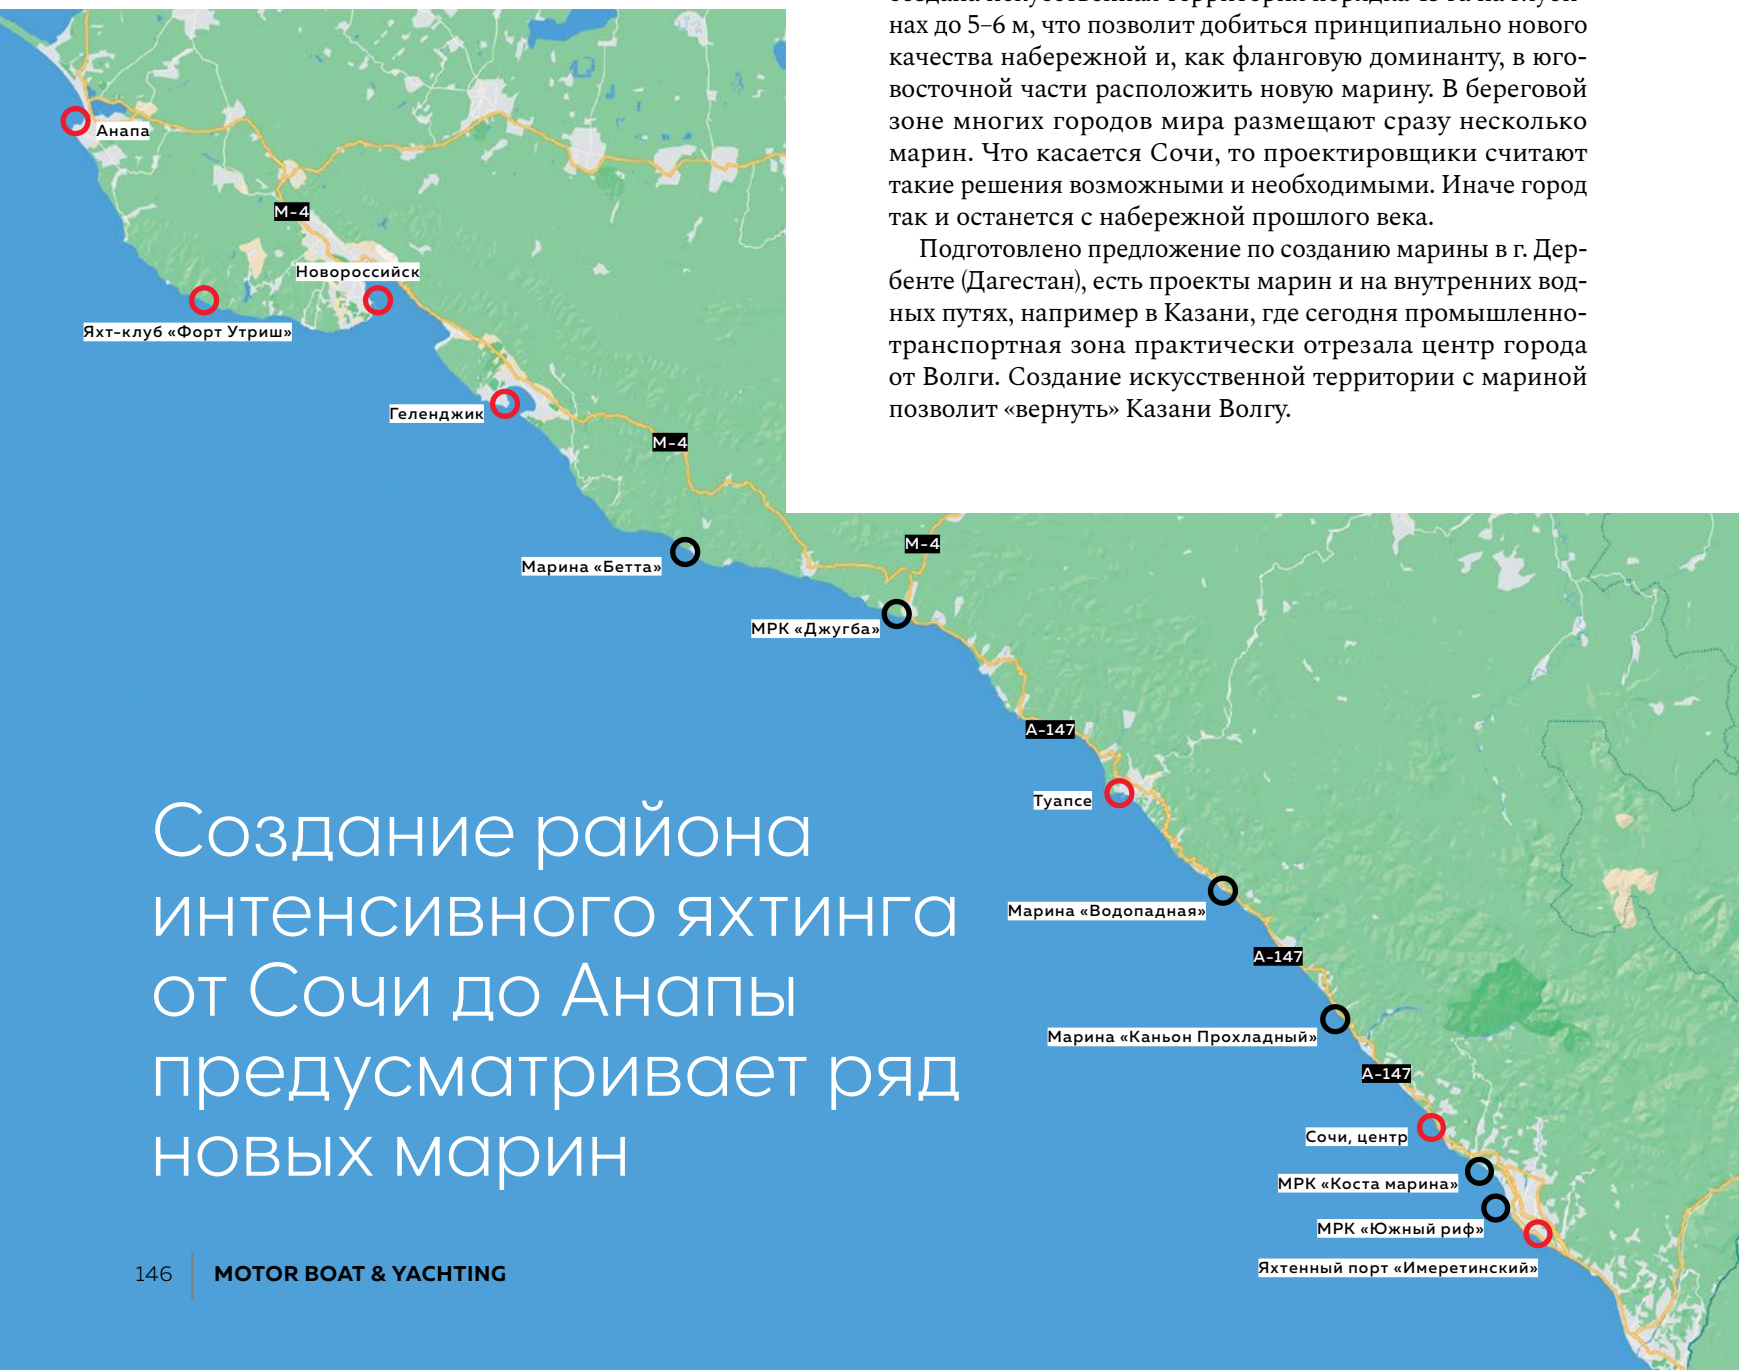 нах до 5–6 м, что позволит добиться принципиально нового
качества набережной и, как фланговую доминанту, в юго-
восточной части расположить новую марину. В береговой
зоне многих городов мира размещают сразу несколько
марин. Что касается Сочи, то проектировщики считают
такие решения возможными и необходимыми. Иначе город
так и останется с набережной прошлого века.
Подготовлено предложение по созданию марины в г. Дер-
бенте (Дагестан), есть проекты марин и на внутренних вод-
ных путях, например в Казани, где сегодня промышленно-
транспортная зона практически отрезала центр города
от Волги. Создание искусственной территории с мариной
позволит «вернуть» Казани Волгу.
Анапа
М-4
Новороссийск
Яхт-клуб «Форт Утриш»
Геленджик
М-4
М-4
Марина «Бетта»
МРК «Джугба»
А-147
Туапсе
Марина «Водопадная»
А-147
Марина «Каньон Прохладный»
А-147
Сочи, центр
МРК «Коста марина»
МРК «Южный риф»
Яхтенный порт «Имеретинский»
Создание района
интенсивного яхтинга
от Сочи до Анапы
предусматривает ряд
новых марин
146
MOTOR BOAT & YACHTING